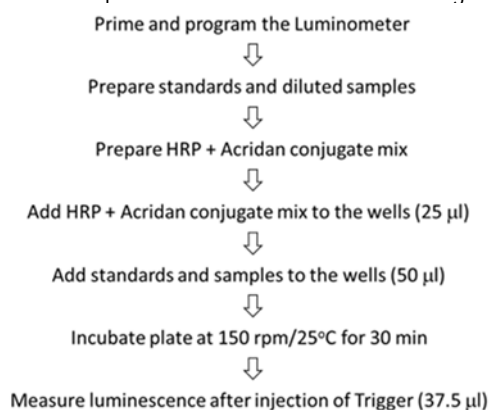 Prime and program the Luminometer
Prepare standards and diluted samples
Prepare HRP + Acridan conjugate mix
Add HRP + Acridan conjugate mix to the wells (25 μl)
Add standards and samples to the wells (50 μl)
Incubate plate at 150 rpm/25°C for 30 min
Measure luminescence after injection of Trigger (37.5 μl)